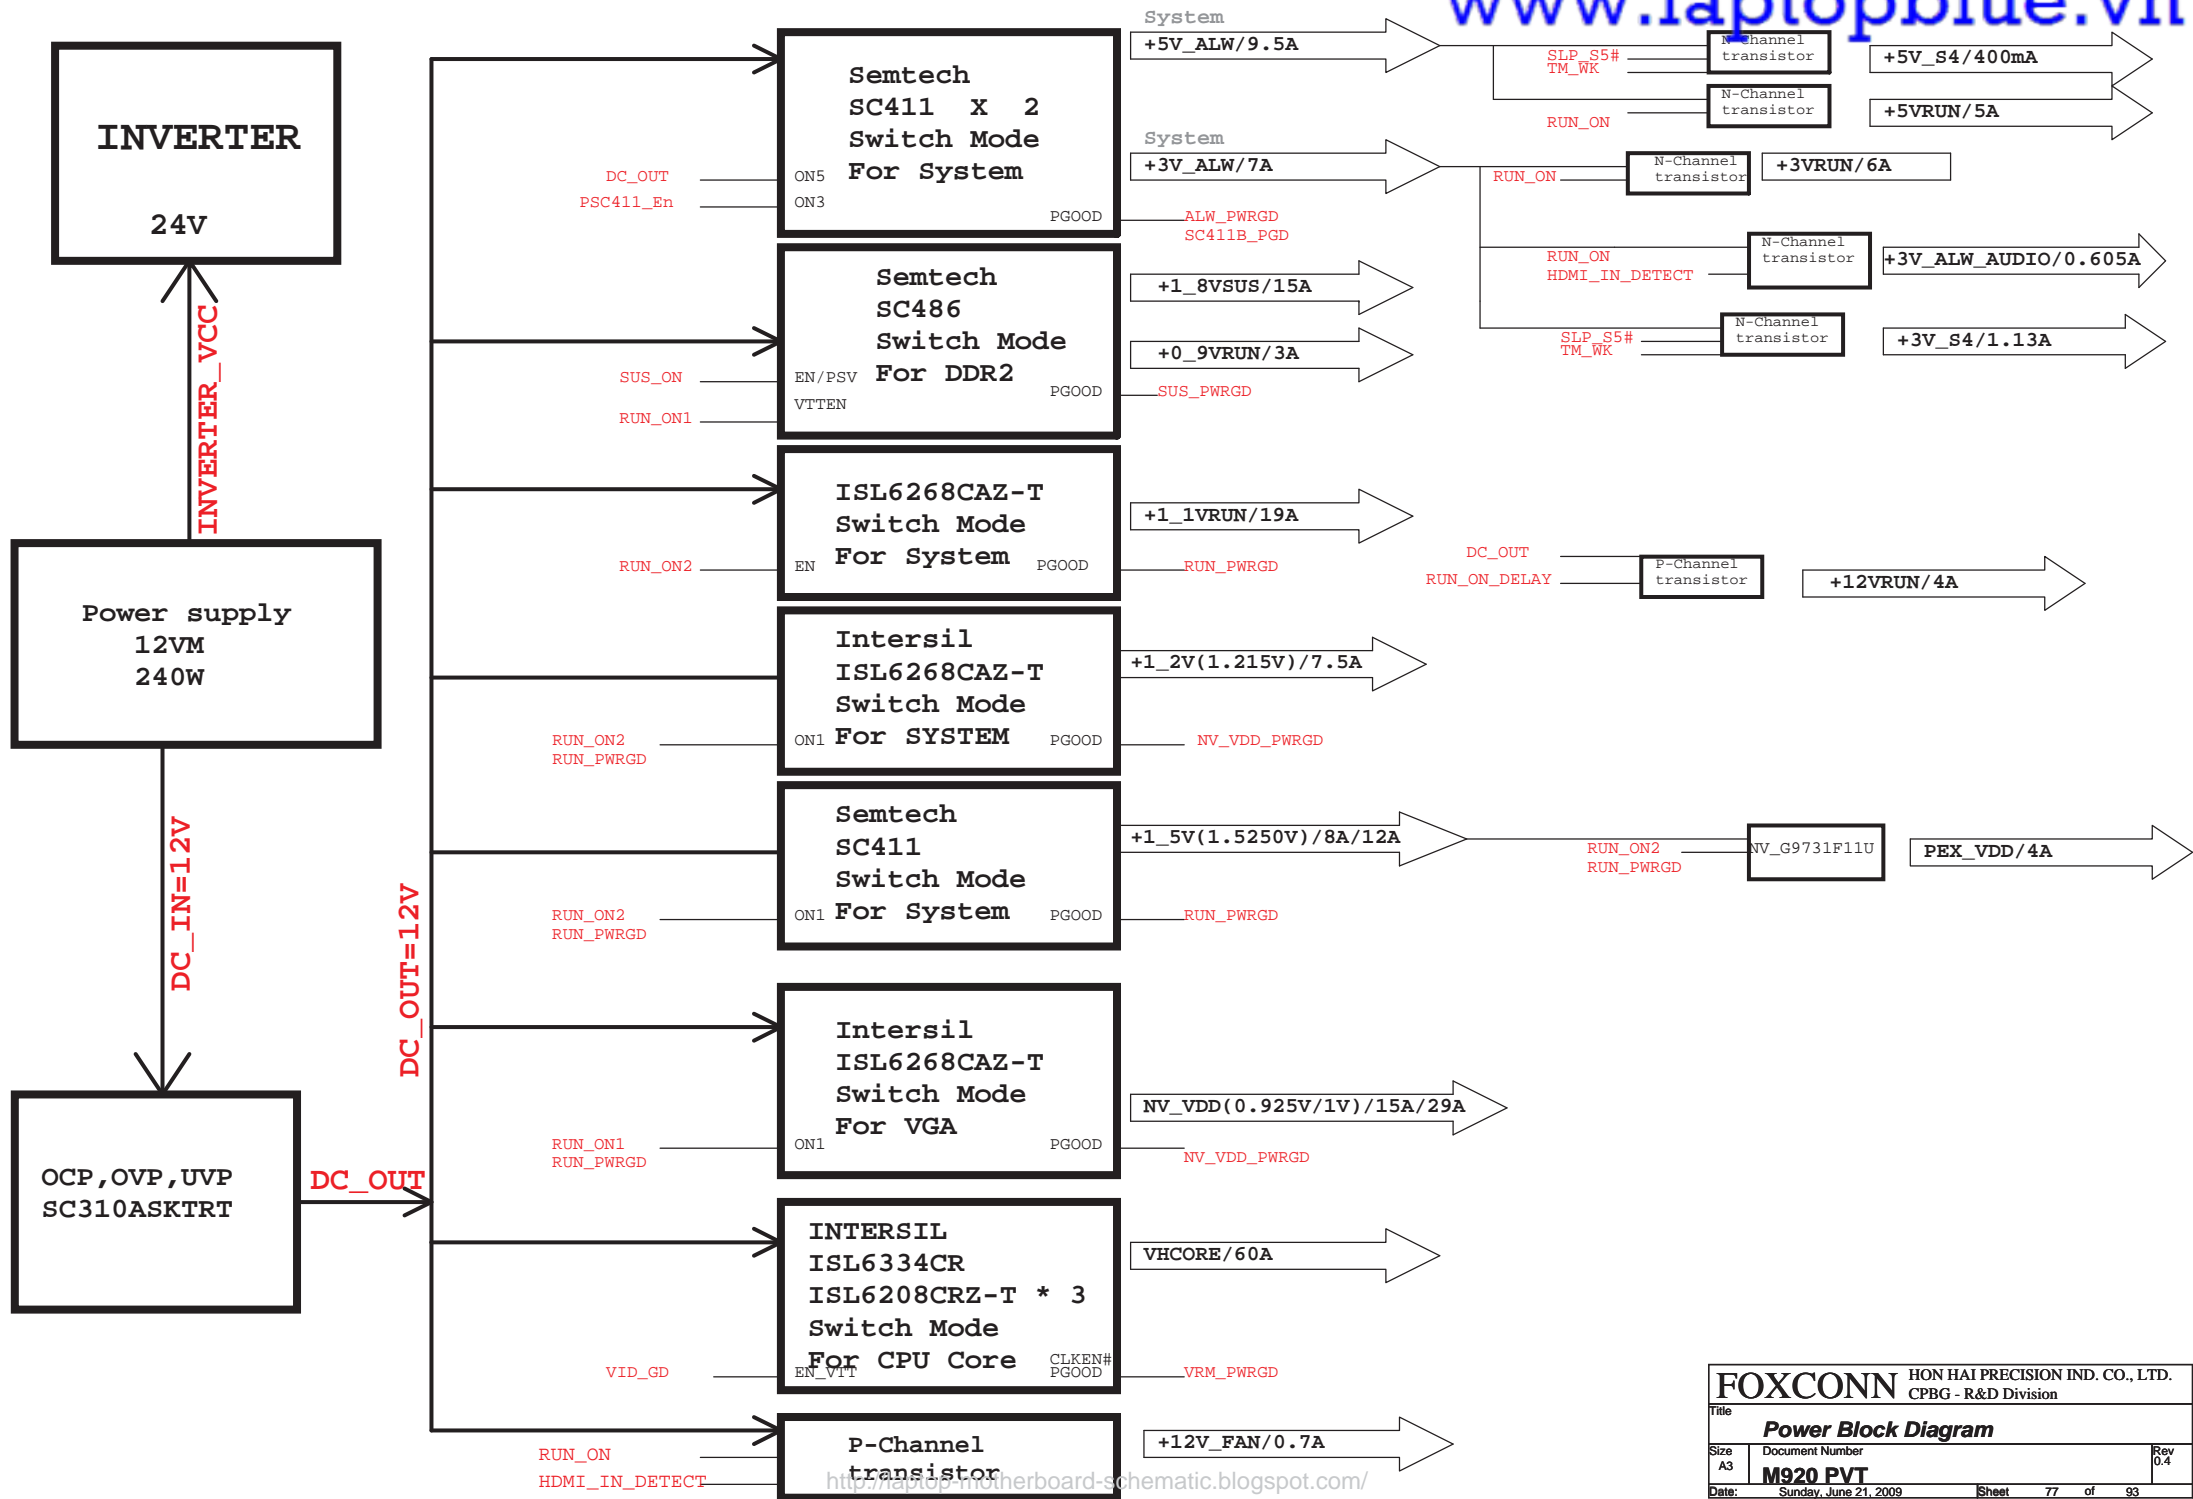 www.laptopblue.vn
INVERTER
24V
INVERTER_VCC
Power supply
12VM
240W
DC_IN=12V
OCP,OVP,UVP
SC310ASKTRT
DC_OUT
DC_OUT=12V
Semtech
SC411 X 2
Switch Mode
For System
DC_OUT
ON5
PSC411_En
ON3
PGOOD
ALW_PWRGD
SC411B_PGD
System
+5V_ALW/9.5A
System
+3V_ALW/7A
SLP_S5#
TM_WK
N-Channel
transistor
+5V_S4/400mA
RUN_ON
N-Channel
transistor
+5VRUN/5A
RUN_ON
N-Channel
transistor
+3VRUN/6A
RUN_ON
HDMI_IN_DETECT
N-Channel
transistor
+3V_ALW_AUDIO/0.605A
SLP_S5#
TM_WK
N-Channel
transistor
+3V_S4/1.13A
Semtech
SC486
Switch Mode
For DDR2
SUS_ON
EN/PSV
VTTEN
RUN_ON1
PGOOD
SUS_PWRGD
+1_8VSUS/15A
+0_9VRUN/3A
ISL6268CAZ-T
Switch Mode
For System
RUN_ON2
EN
PGOOD
RUN_PWRGD
+1_1VRUN/19A
DC_OUT
RUN_ON_DELAY
P-Channel
transistor
+12VRUN/4A
Intersil
ISL6268CAZ-T
Switch Mode
For SYSTEM
RUN_ON2
RUN_PWRGD
ON1
PGOOD
NV_VDD_PWRGD
+1_2V(1.215V)/7.5A
Semtech
SC411
Switch Mode
For System
RUN_ON2
RUN_PWRGD
ON1
PGOOD
RUN_PWRGD
+1_5V(1.5250V)/8A/12A
RUN_ON2
RUN_PWRGD
NV_G9731F11U
PEX_VDD/4A
Intersil
ISL6268CAZ-T
Switch Mode
For VGA
RUN_ON1
RUN_PWRGD
ON1
PGOOD
NV_VDD_PWRGD
NV_VDD(0.925V/1V)/15A/29A
INTERSIL
ISL6334CR
ISL6208CRZ-T * 3
Switch Mode
For CPU Core
VID_GD
EN_VTT
CLKEN#
PGOOD
VRM_PWRGD
VHCORE/60A
P-Channel
transistor
RUN_ON
HDMI_IN_DETECT
+12V_FAN/0.7A
http://laptop-motherboard-schematic.blogspot.com/
FOXCONN
HON HAI PRECISION IND. CO., LTD.
CPBG - R&D Division
Title
Power Block Diagram
Size
A3
Document Number
M920 PVT
Rev
0.4
Date: Sunday, June 21, 2009
Sheet 77 of 93